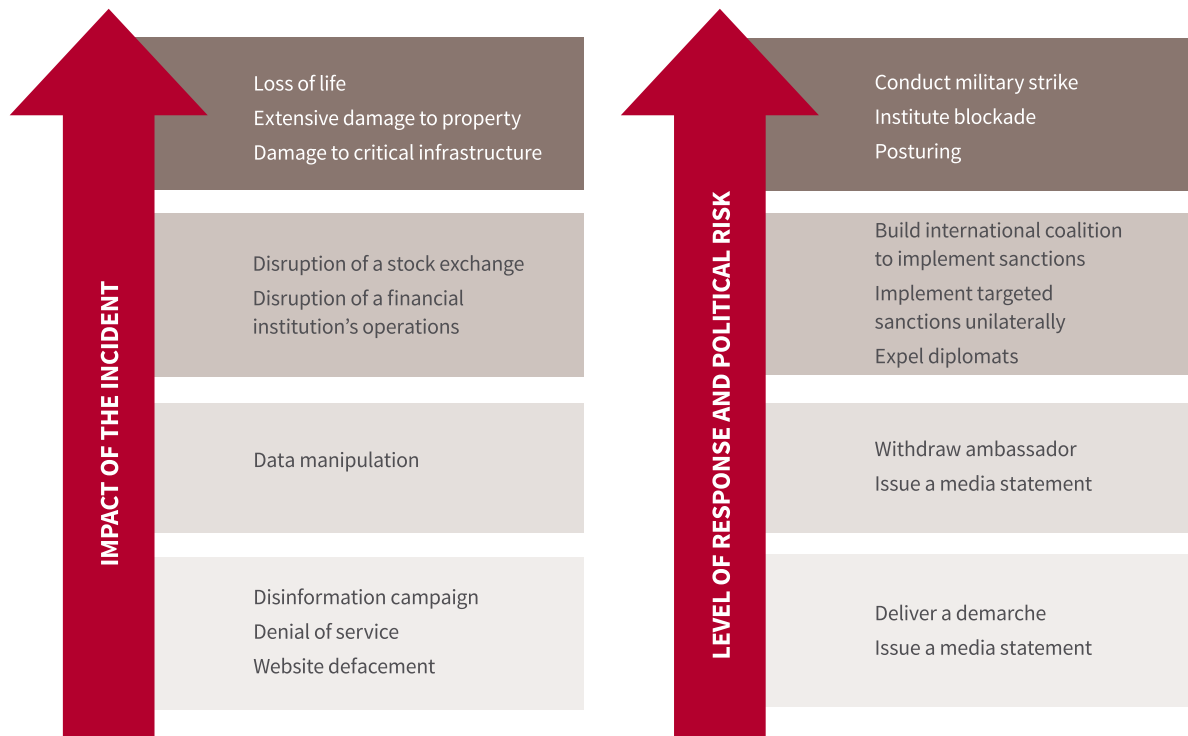 IMPACT OF THE INCIDENT
Loss of life
Extensive damage to property
Damage to critical infrastructure
Disruption of a stock exchange
Disruption of a financial
institution’s operations
Data manipulation
Disinformation campaign
Denial of service
Website defacement
LEVEL OF RESPONSE AND POLITICAL RISK
Conduct military strike
Institute blockade
Posturing
Build international coalition
to implement sanctions
Implement targeted
sanctions unilaterally
Expel diplomats
Withdraw ambassador
Issue a media statement
Deliver a demarche
Issue a media statement